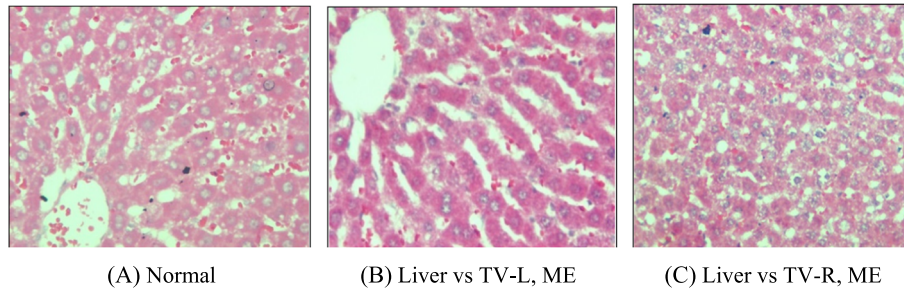 (A) Normal
(B) Liver vs TV-L, ME
(C) Liver vs TV-R, ME